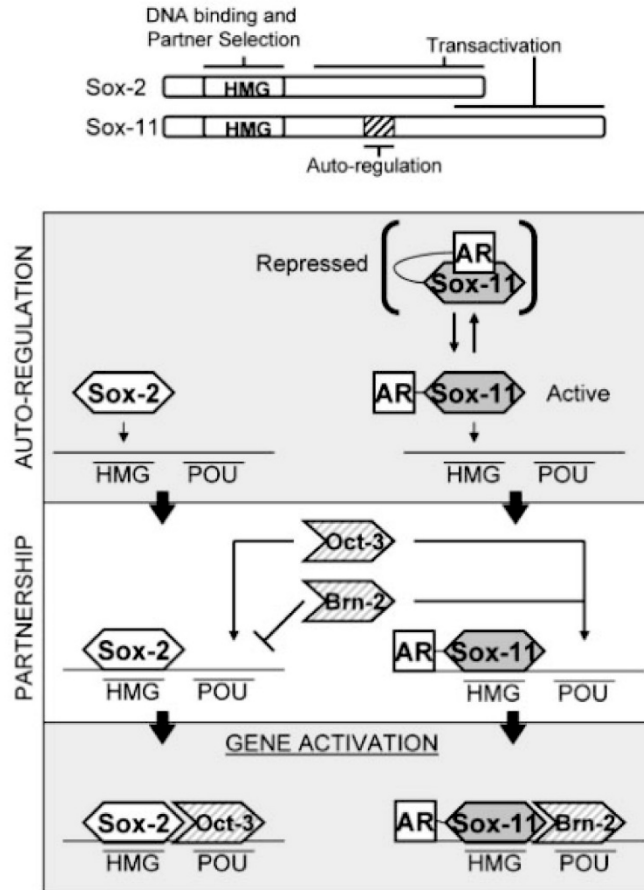 DNA binding and
Partner Selection
Transactivation
Sox-2
HMG
Sox-11
HMG
Auto-regulation
AUTO-REGULATION
Repressed
AR
Sox-11
Sox-2
AR
Sox-11
Active
HMG
POU
HMG
POU
PARTNERSHIP
Oct-3
Brn-2
Sox-2
AR
Sox-11
HMG
POU
HMG
POU
GENE ACTIVATION
Sox-2
Oct-3
AR
Sox-11
Brn-2
HMG
POU
HMG
POU